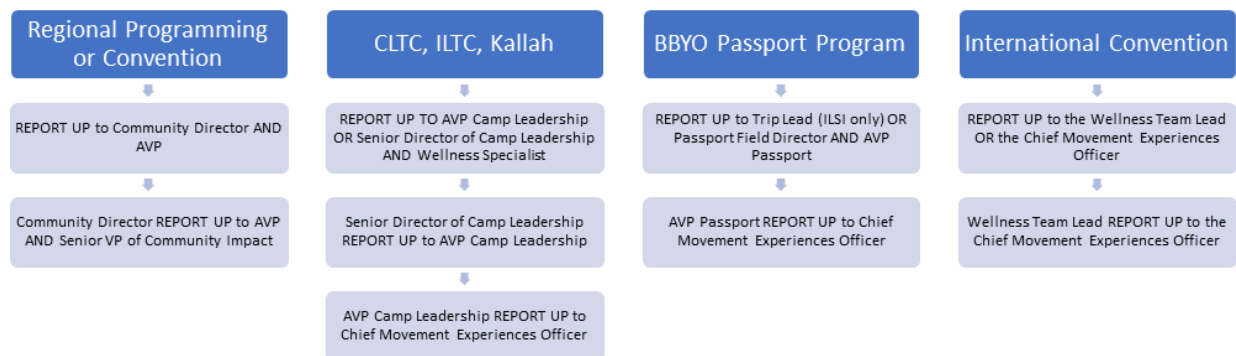 Regional Programming
or Convention
REPORT UP to Community Director AND
AVP
Community Director REPORT UP to AVP
AND Senior VP of Community Impact
CLTC, ILTC, Kallah
REPORT UP TO AVP Camp Leadership
OR Senior Director of Camp Leadership
AND Wellness Specialist
Senior Director of Camp Leadership
REPORT UP to AVP Camp Leadership
AVP Camp Leadership REPORT UP to
Chief Movement Experiences Officer
BBYO Passport Program
REPORT UP to Trip Lead (ILSI only) OR
Passport Field Director AND AVP
Passport
AVP Passport REPORT UP to Chief
Movement Experiences Officer
International Convention
REPORT UP to the Wellness Team Lead
OR the Chief Movement Experiences
Officer
Wellness Team Lead REPORT UP to the
Chief Movement Experiences Officer